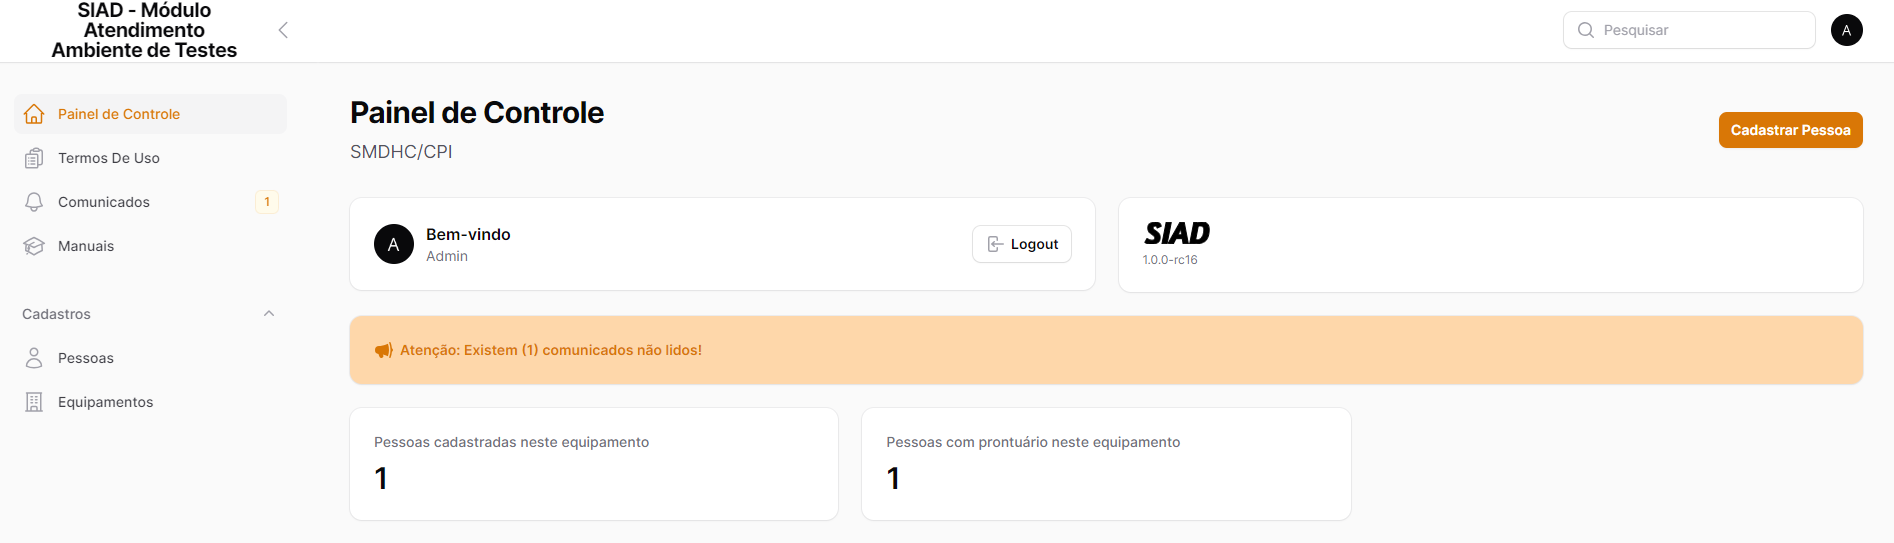 SIAD - Módulo
Atendimento
Ambiente de Testes
Pesquisar
A
Painel de Controle
Termos De Uso
Comunicados
1
Manuais
Cadastros
Pessoas
Equipamentos
Painel de Controle
SMDHC/CPI
Cadastrar Pessoa
A
Bem-vindo
Admin
Logout
SIAD
1.0.0-rc16
Atenção: Existem (1) comunicados não lidos!
Pessoas cadastradas neste equipamento
1
Pessoas com prontuário neste equipamento
1